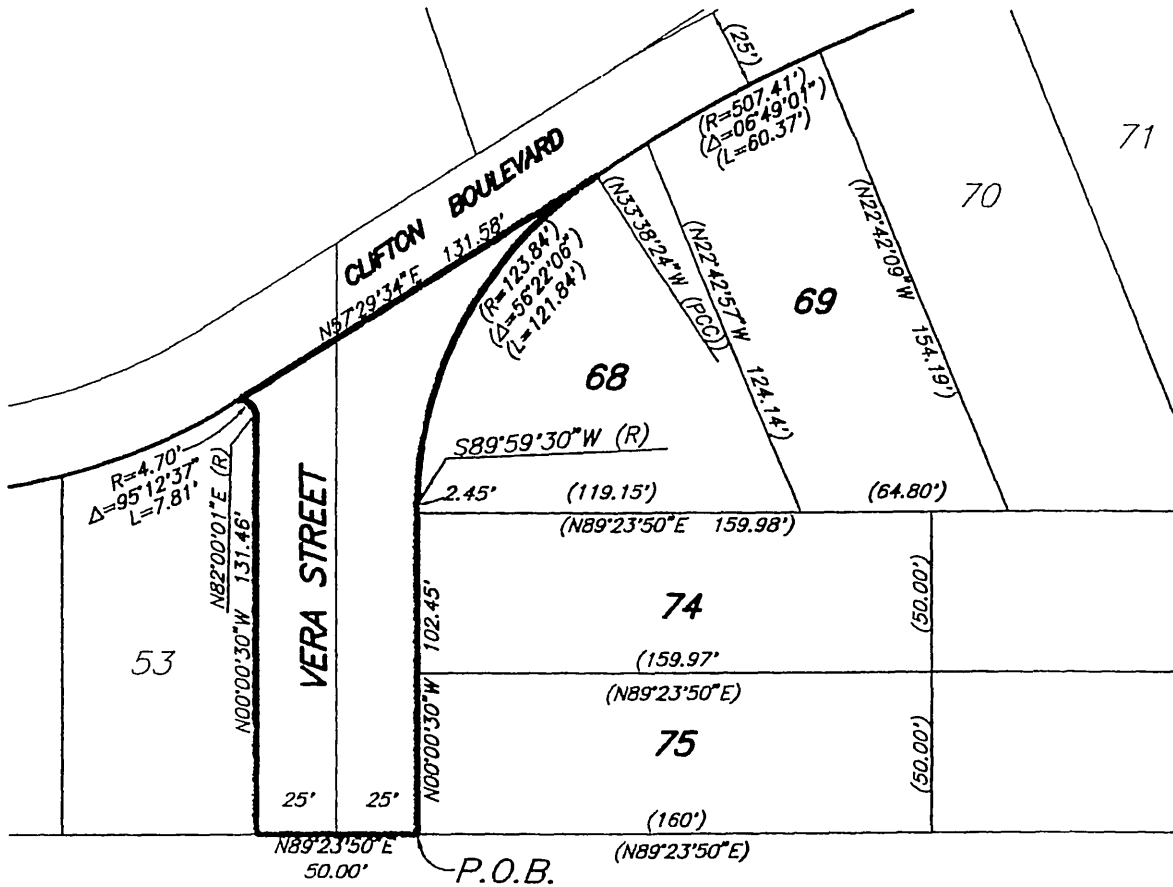 (25')
(R=507.41')
(Δ=06°49'01")
(L=60.37')
71
70
CLIFTON BOULEVARD
N57°29'34"E 131.58'
(N33°38'24"W (PCC))
(N22°42'57"W 124.14')
(N22°42'09"W 154.19')
69
(R=123.84')
(Δ=56°22'06")
(L=121.84')
68
S89°59'30"W (R)
R=4.70'
Δ=95°12'37"
L=7.81'
N82°00'01"E (R)
2.45'
(119.15')
(64.80')
(N89°23'50"E 159.98')
N00°00'30"W 131.46'
VERA STREET
N00°00'30"W 102.45'
74
(50.00')
53
(159.97'
(N89°23'50"E)
75
(50.00')
25'
25'
(160')
N89°23'50"E
50.00'
(N89°23'50"E)
P.O.B.